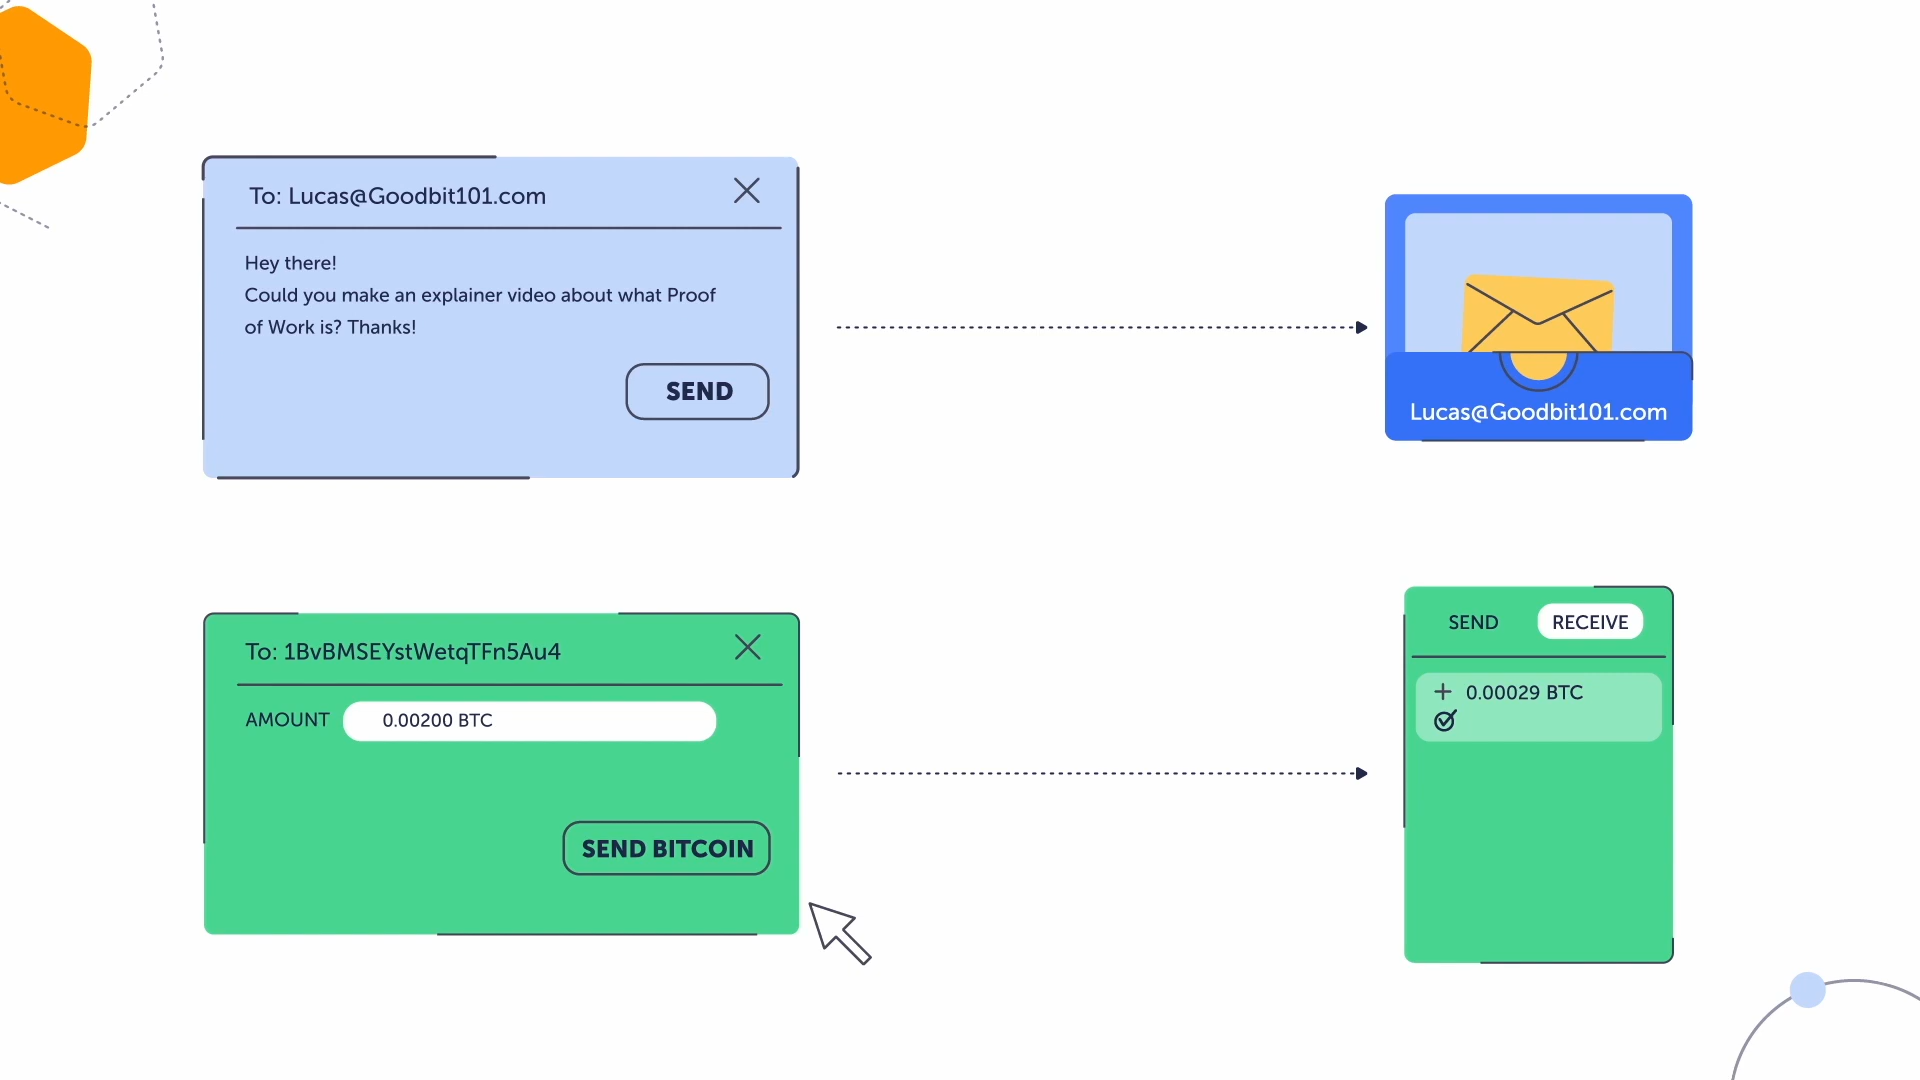 To: Lucas@Goodbit101.com
Hey there!
Could you make an explainer video about what Proof
of Work is? Thanks!
SEND
Lucas@Goodbit101.com
To: 1BvBMSEYstWetqTFn5Au4
AMOUNT 0.00200 BTC
SEND BITCOIN
SEND RECEIVE
+ 0.00029 BTC